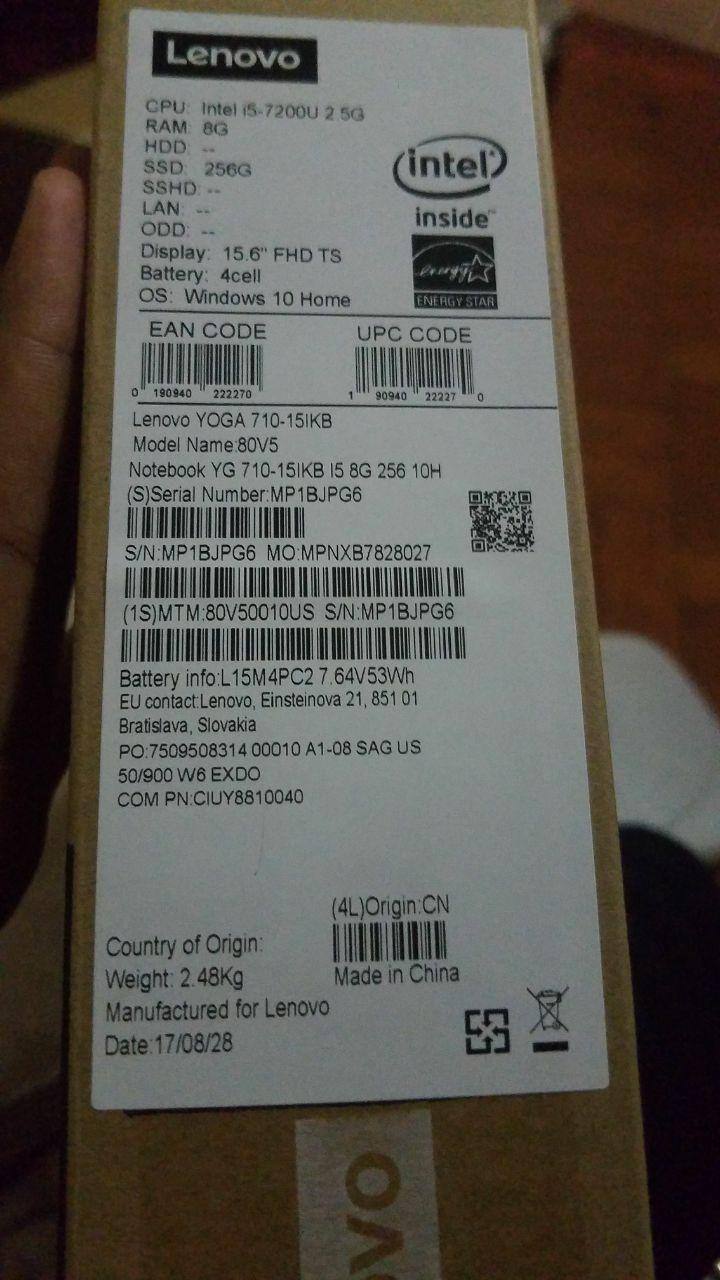 Lenovo
CPU: Intel i5-7200U 2.5G
RAM: 8G
HDD: --
SSD: 256G
SSHD: --
LAN: --
ODD: --
Display: 15.6" FHD TS
Battery: 4cell
OS: Windows 10 Home
intel
inside™
energy
ENERGY STAR
EAN CODE
UPC CODE
0 190940 222270
1 90940 22227 0
Lenovo YOGA 710-15IKB
Model Name:80V5
Notebook YG 710-15IKB I5 8G 256 10H
(S)Serial Number:MP1BJPG6
S/N:MP1BJPG6 MO:MPNXB7828027
(1S)MTM:80V50010US S/N:MP1BJPG6
Battery info:L15M4PC2 7.64V53Wh
EU contact:Lenovo, Einsteinova 21, 851 01
Bratislava, Slovakia
PO:7509508314 00010 A1-08 SAG US
50/900 W6 EXDO
COM PN:CIUY8810040
(4L)Origin:CN
Country of Origin:
Made in China
Weight: 2.48Kg
Manufactured for Lenovo
Date:17/08/28
ovo